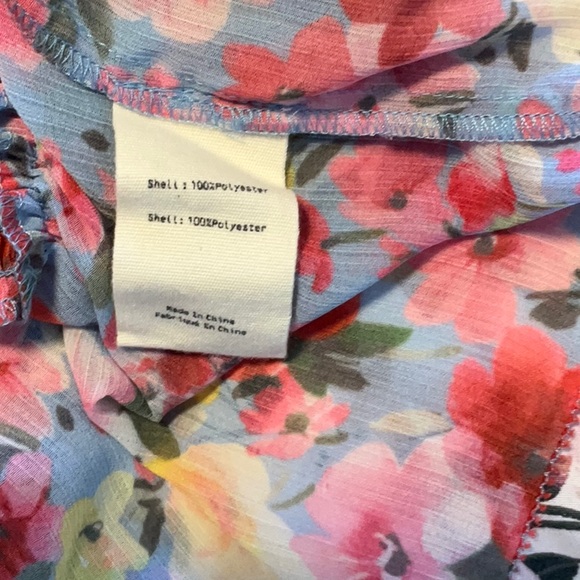 Shell: 100%Polyester
Shell: 100%Polyester
Made In China
Fabriqué En Chine